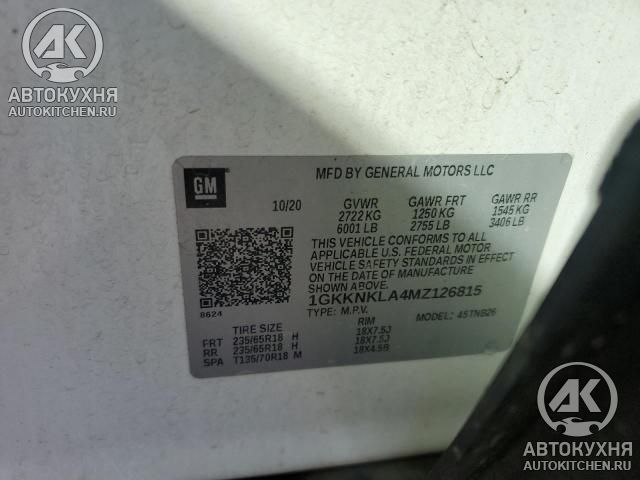 AK
АВТОКУХНЯ
AUTOKITCHEN.RU
GM
MFD BY GENERAL MOTORS LLC
10/20 GVWR GAWR FRT GAWR RR
2722 KG 1250 KG 1545 KG
6001 LB 2755 LB 3406 LB
THIS VEHICLE CONFORMS TO ALL
APPLICABLE U.S. FEDERAL MOTOR
VEHICLE SAFETY STANDARDS IN EFFECT
ON THE DATE OF MANUFACTURE
SHOWN ABOVE.
1GKKNKLA4MZ126815
8624
TYPE: M.P.V. MODEL: 4STNB26
TIRE SIZE RIM
FRT 235/65R18 H 18X7.5J
RR 235/65R18 H 18X7.5J
SPA T135/70R18 M 18X4.5B
AK
АВТОКУХНЯ
AUTOKITCHEN.RU